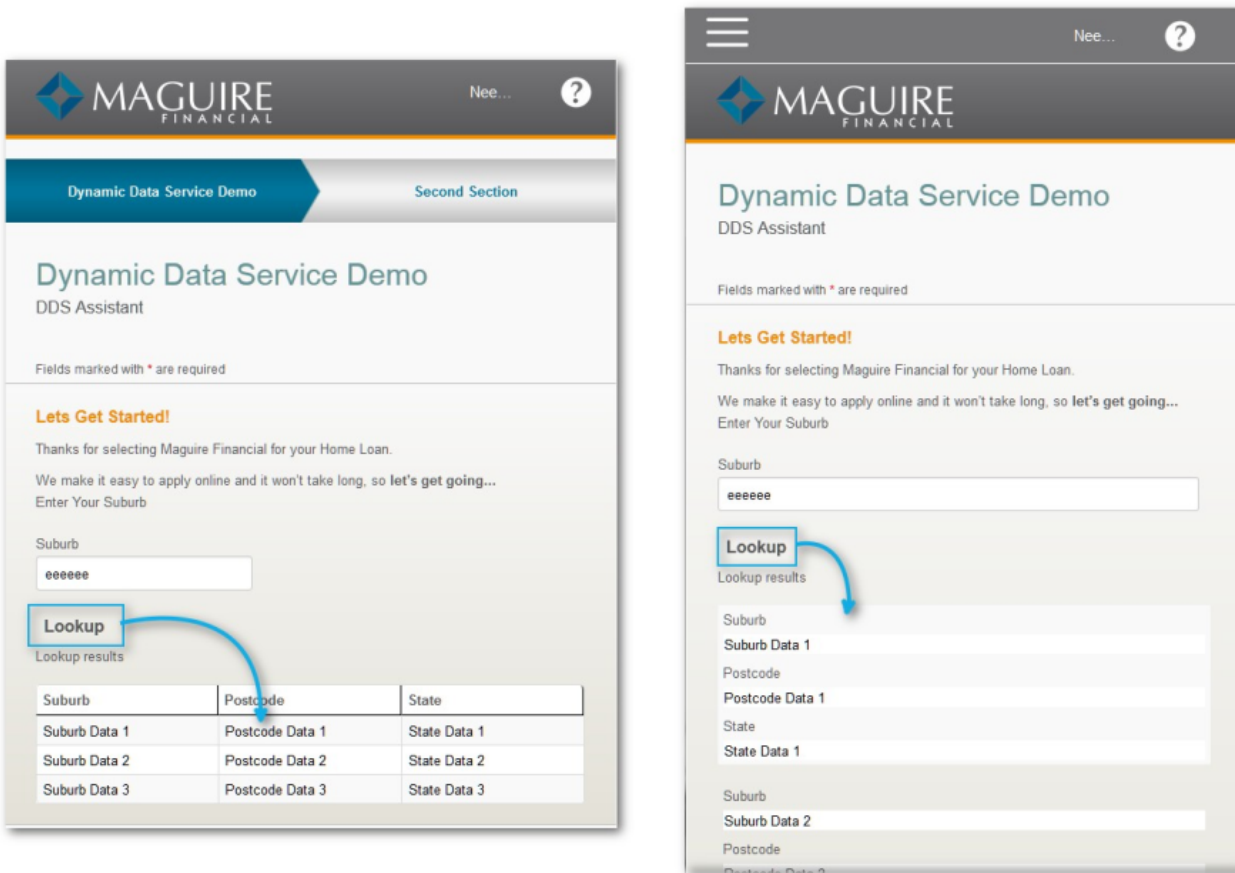 MAGUIRE
FINANCIAL
Nee...
?
Dynamic Data Service Demo
Second Section
Dynamic Data Service Demo
DDS Assistant
Fields marked with * are required
Lets Get Started!
Thanks for selecting Maguire Financial for your Home Loan.
We make it easy to apply online and it won't take long, so let's get going...
Enter Your Suburb
Suburb
eeeeee
Lookup
Lookup results
Suburb Postcode State
Suburb Data 1 Postcode Data 1 State Data 1
Suburb Data 2 Postcode Data 2 State Data 2
Suburb Data 3 Postcode Data 3 State Data 3
Nee...
?
MAGUIRE
FINANCIAL
Dynamic Data Service Demo
DDS Assistant
Fields marked with * are required
Lets Get Started!
Thanks for selecting Maguire Financial for your Home Loan.
We make it easy to apply online and it won't take long, so let's get going...
Enter Your Suburb
Suburb
eeeeee
Lookup
Lookup results
Suburb
Suburb Data 1
Postcode
Postcode Data 1
State
State Data 1
Suburb
Suburb Data 2
Postcode